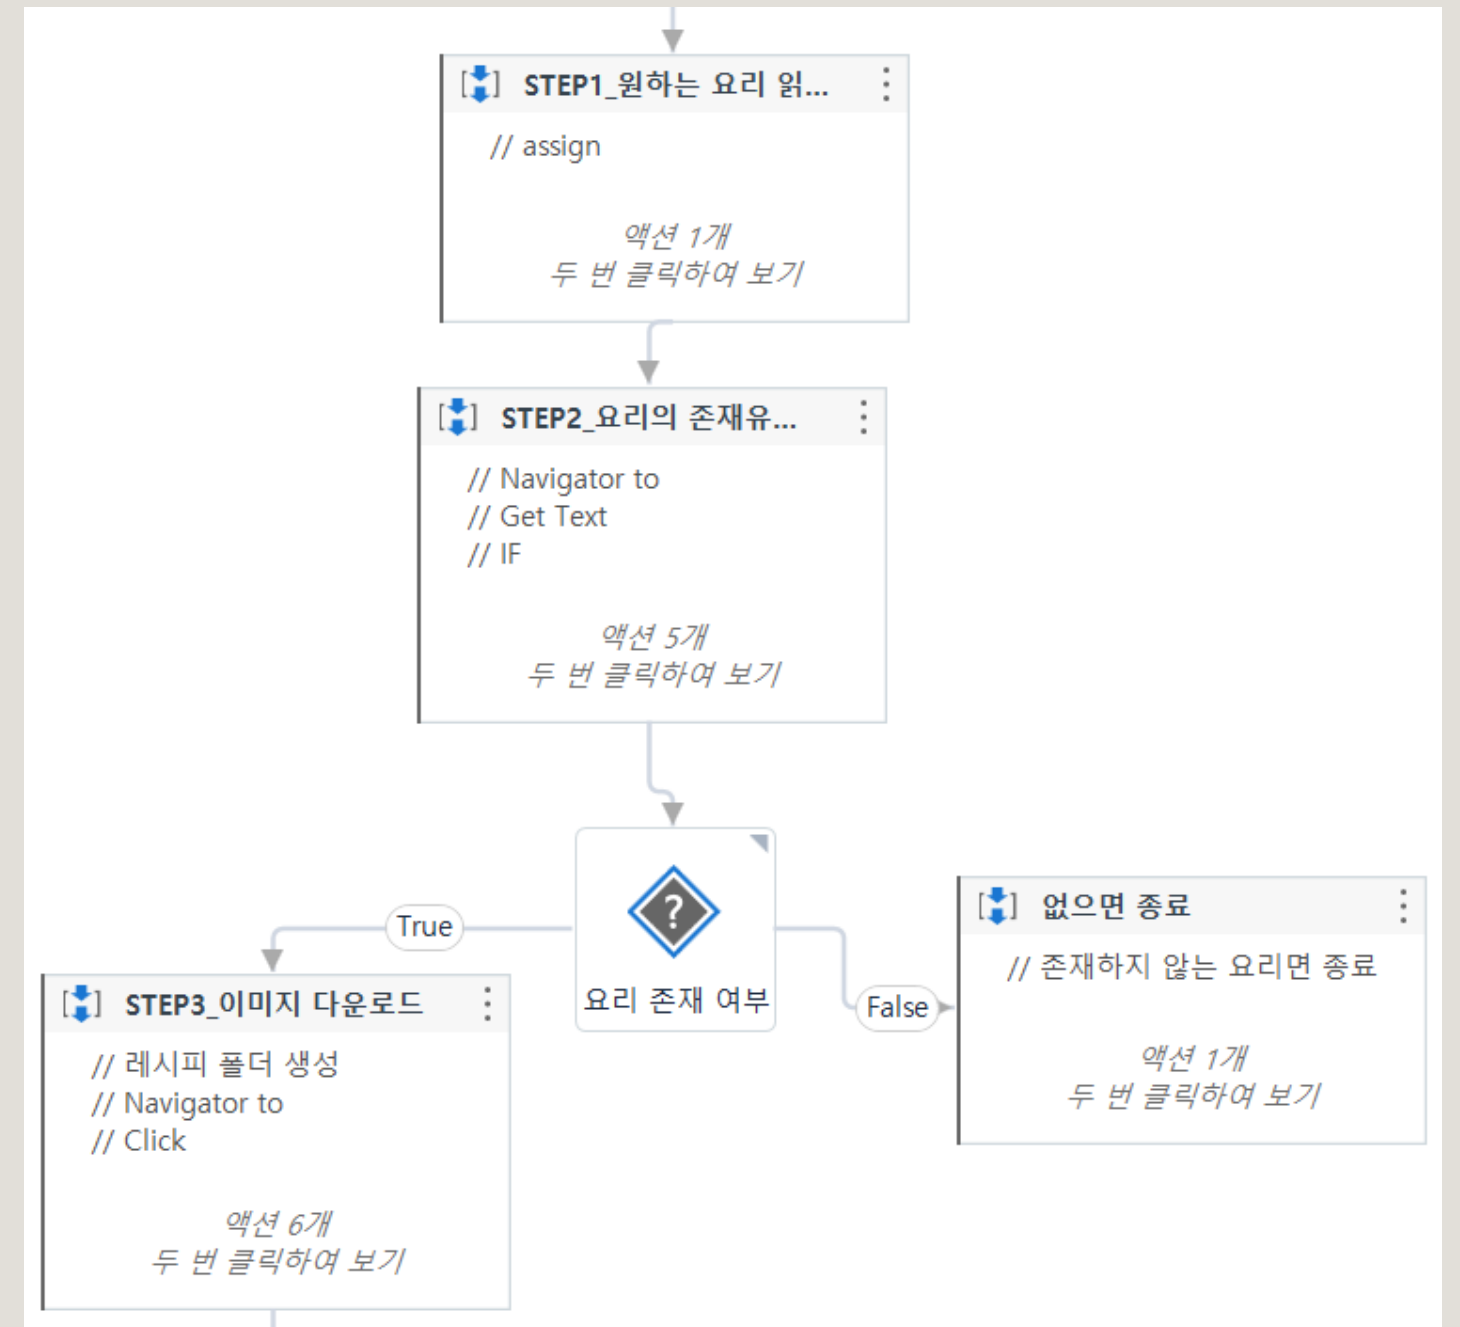 STEP1_원하는 요리 읽...
// assign
액션 1개
두 번 클릭하여 보기
STEP2_요리의 존재유...
// Navigator to
// Get Text
// IF
액션 5개
두 번 클릭하여 보기
?
요리 존재 여부
True
False
STEP3_이미지 다운로드
// 레시피 폴더 생성
// Navigator to
// Click
액션 6개
두 번 클릭하여 보기
없으면 종료
// 존재하지 않는 요리면 종료
액션 1개
두 번 클릭하여 보기